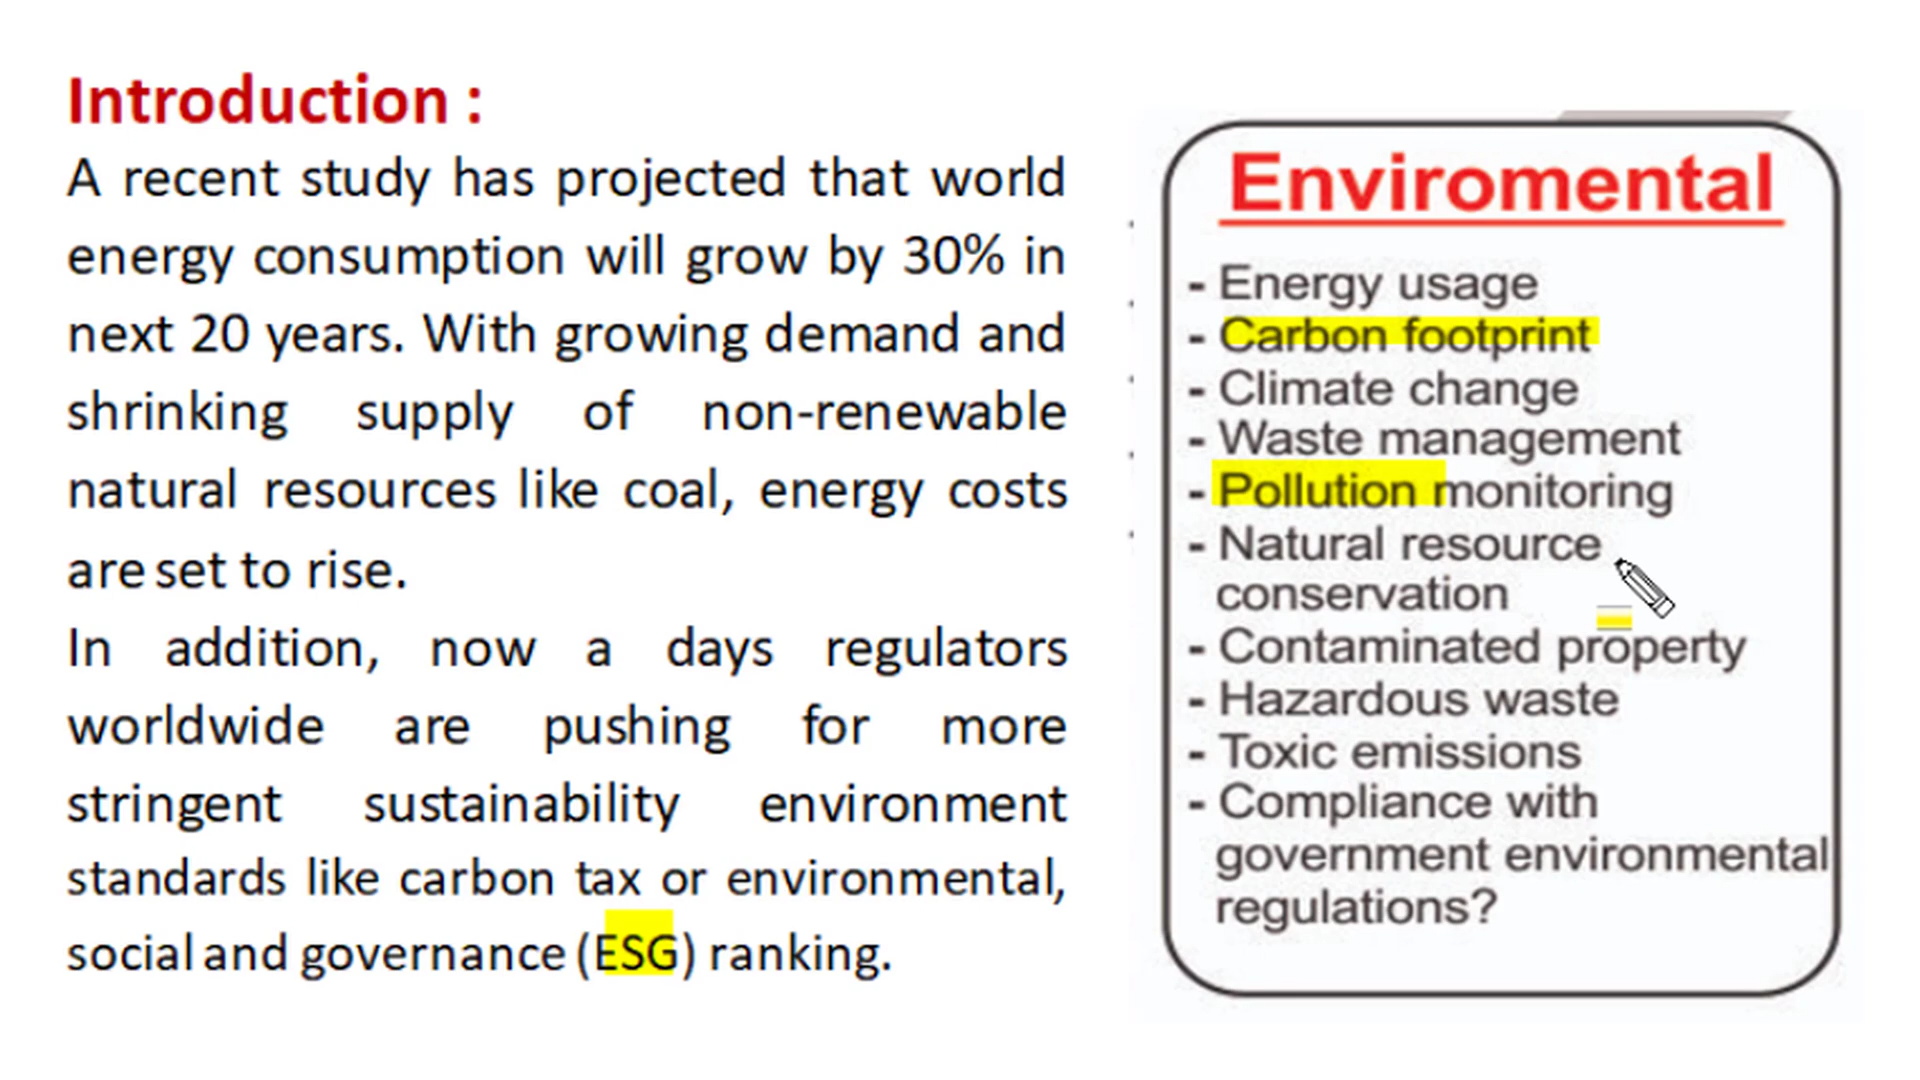 Introduction :
A recent study has projected that world
energy consumption will grow by 30% in
next 20 years. With growing demand and
shrinking supply of non-renewable
natural resources like coal, energy costs
are set to rise.
In addition, now a days regulators
worldwide are pushing for more
stringent sustainability environment
standards like carbon tax or environmental,
social and governance (ESG) ranking.
Enviromental
- Energy usage
- Carbon footprint
- Climate change
- Waste management
- Pollution monitoring
- Natural resource
conservation
- Contaminated property
- Hazardous waste
- Toxic emissions
- Compliance with
government environmental
regulations?